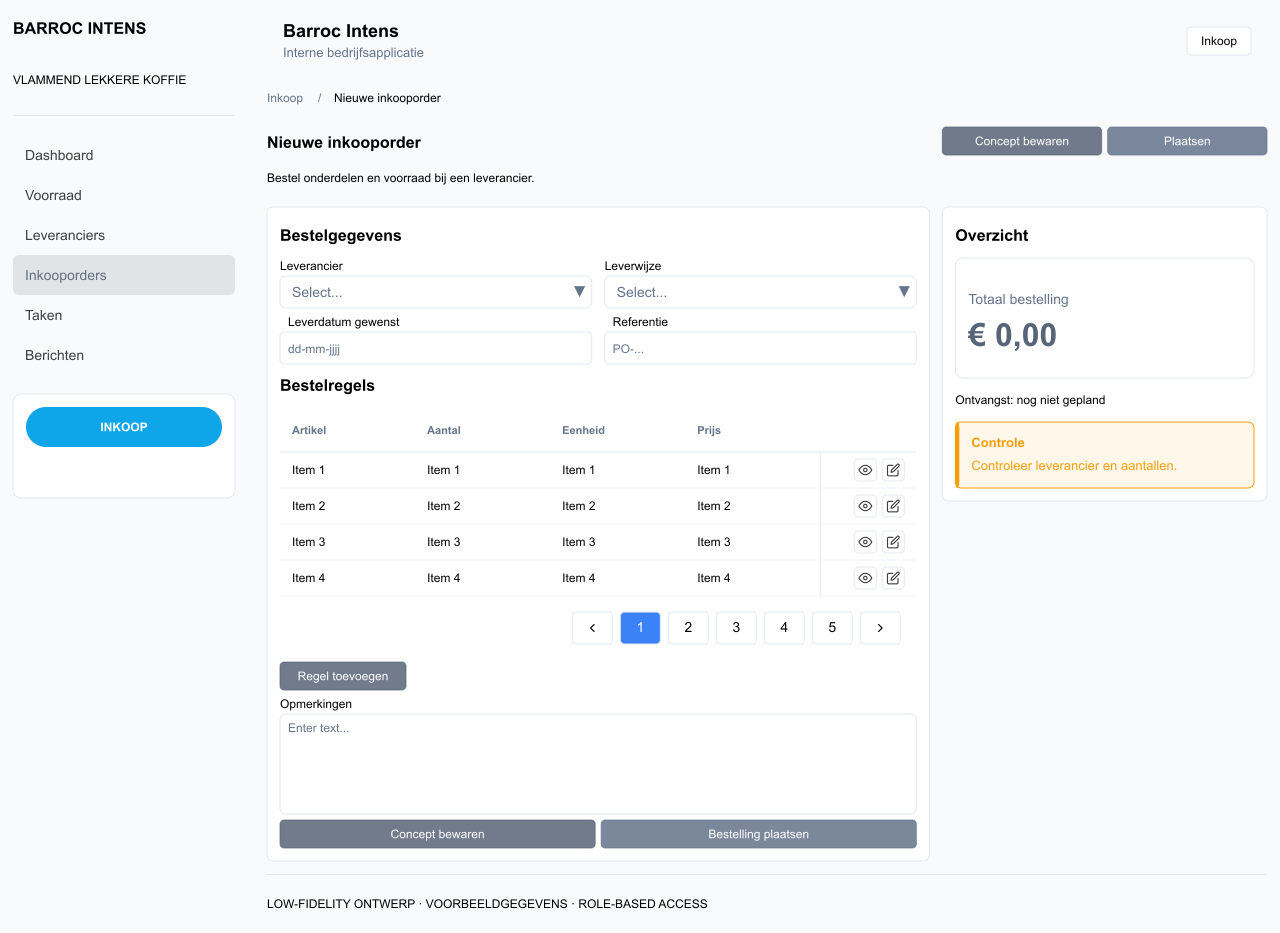 BARROC INTENS
VLAMMEND LEKKERE KOFFIE
Dashboard
Voorraad
Leveranciers
Inkooporders
Taken
Berichten
INKOOP
Barroc Intens
Interne bedrijfsapplicatie
Inkoop
Inkoop / Nieuwe inkooporder
Nieuwe inkooporder
Concept bewaren Plaatsen
Bestel onderdelen en voorraad bij een leverancier.
Bestelgegevens
Leverancier Leverwijze
Select... ▼ Select... ▼
Leverdatum gewenst Referentie
dd-mm-jjjj PO-...
Bestelregels
Artikel Aantal Eenheid Prijs
Item 1 Item 1 Item 1 Item 1
Item 2 Item 2 Item 2 Item 2
Item 3 Item 3 Item 3 Item 3
Item 4 Item 4 Item 4 Item 4
‹ 1 2 3 4 5 ›
Regel toevoegen
Opmerkingen
Enter text...
Concept bewaren Bestelling plaatsen
Overzicht
Totaal bestelling
€ 0,00
Ontvangst: nog niet gepland
Controle
Controleer leverancier en aantallen.
LOW-FIDELITY ONTWERP · VOORBEELDGEGEVENS · ROLE-BASED ACCESS